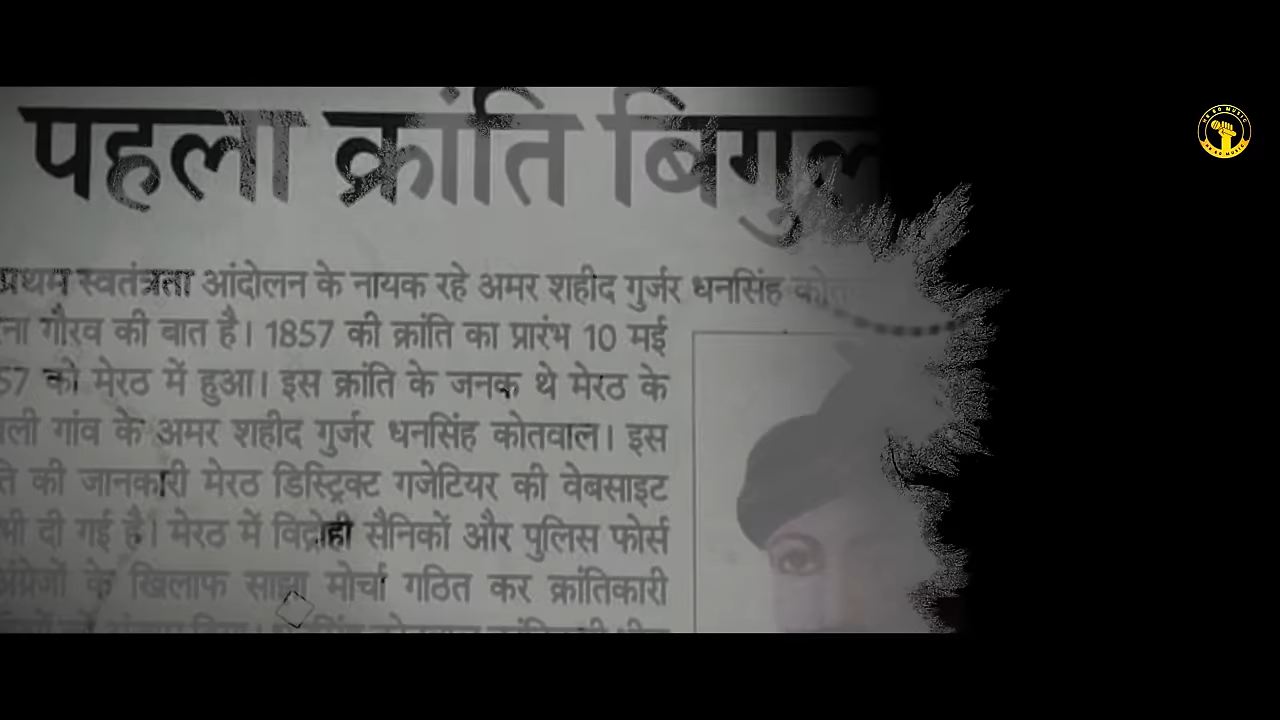 पहला क्रांति बिगुल
प्रथम स्वतंत्रता आंदोलन के नायक रहे अमर शहीद गुर्जर धनसिंह
गौरव की बात है। 1857 की क्रांति का प्रारंभ 10 मई
57 को मेरठ में हुआ। इस क्रांति के जनक थे मेरठ के
गांव के अमर शहीद गुर्जर धनसिंह कोतवाल। इस
की जानकारी मेरठ डिस्ट्रिक्ट गजेटियर की वेबसाइट
भी दी गई है। मेरठ में विद्रोही सैनिकों और पुलिस फोर्स
अंग्रेजों के खिलाफ साझा मोर्चा गठित कर क्रांतिकारी